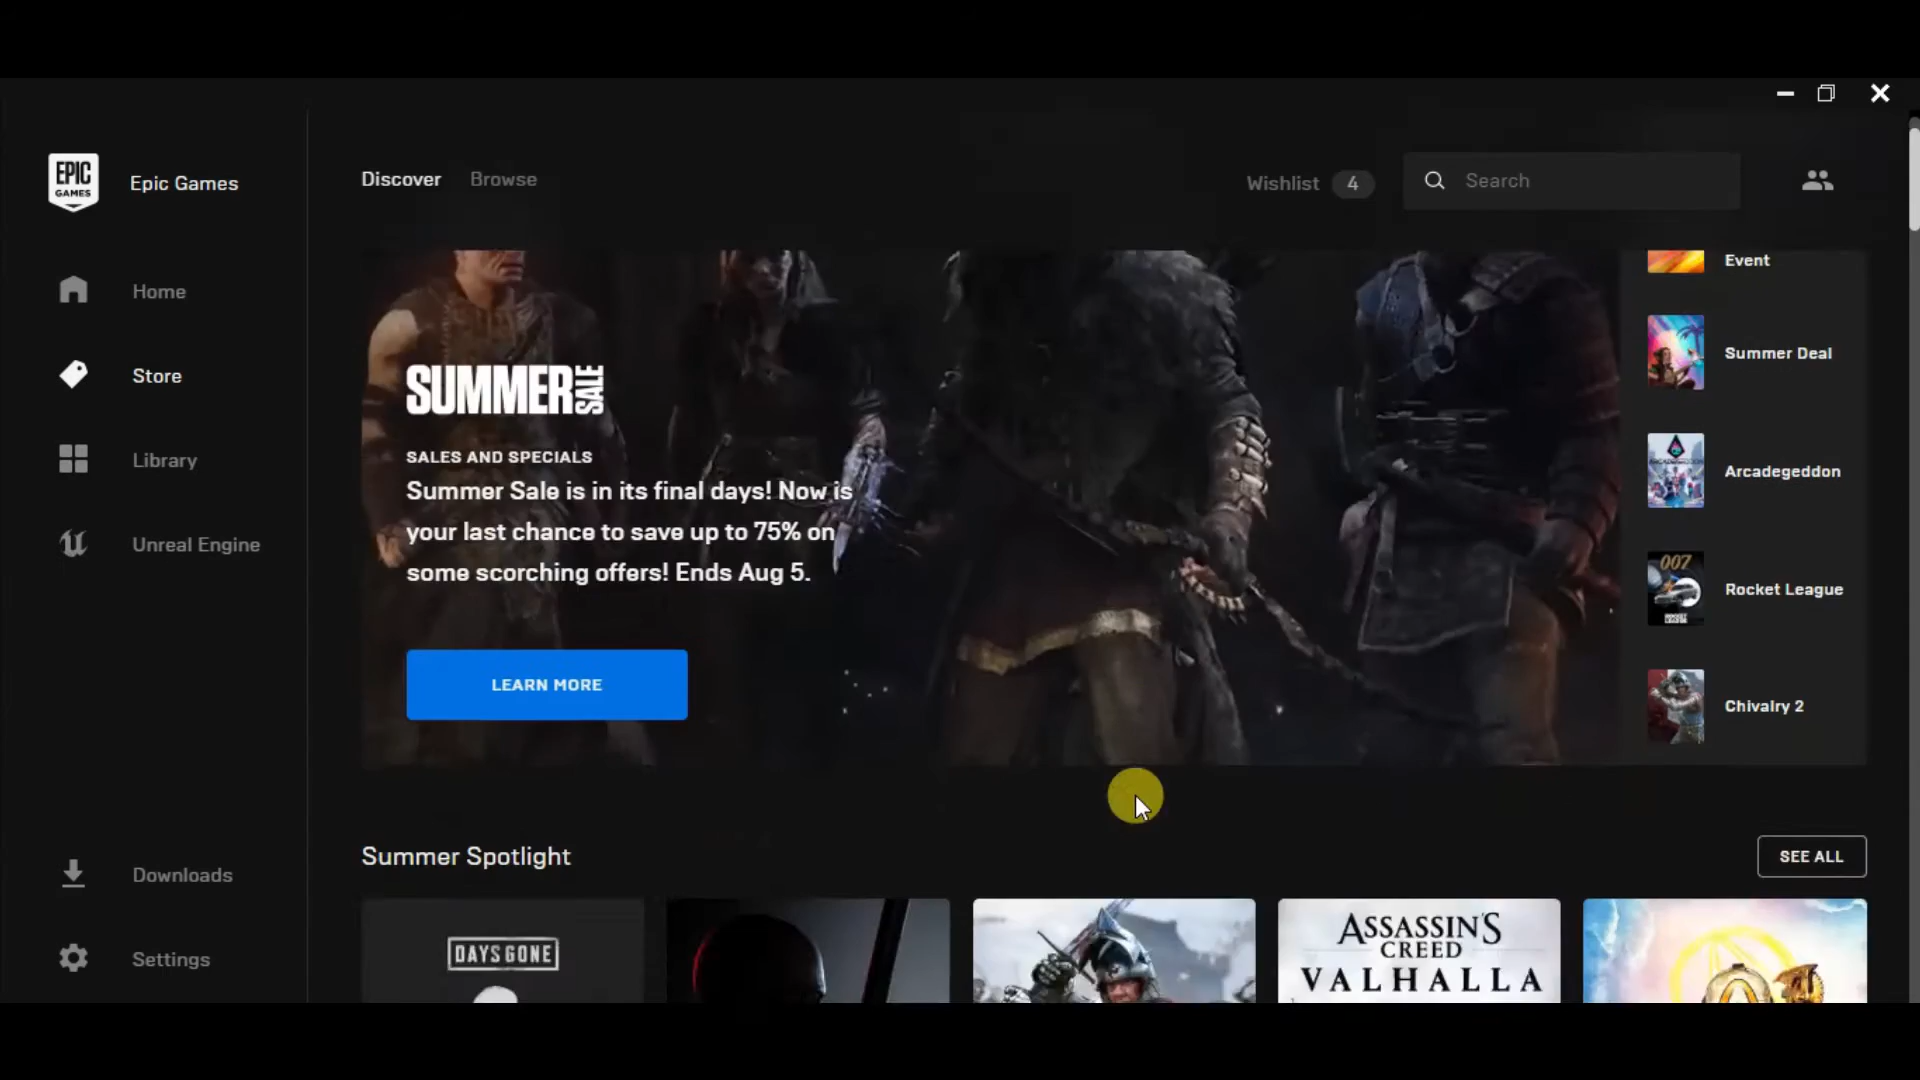 EPIC
GAMES
Epic Games
Home
Store
Library
Unreal Engine
Downloads
Settings
Discover
Browse
Wishlist 4
Search
SUMMER SALE
SALES AND SPECIALS
Summer Sale is in its final days! Now is
your last chance to save up to 75% on
some scorching offers! Ends Aug 5.
LEARN MORE
Event
Summer Deal
Arcadegeddon
007
Rocket League
Chivalry 2
Summer Spotlight
SEE ALL
DAYS GONE
ASSASSIN'S
CREED
VALHALLA